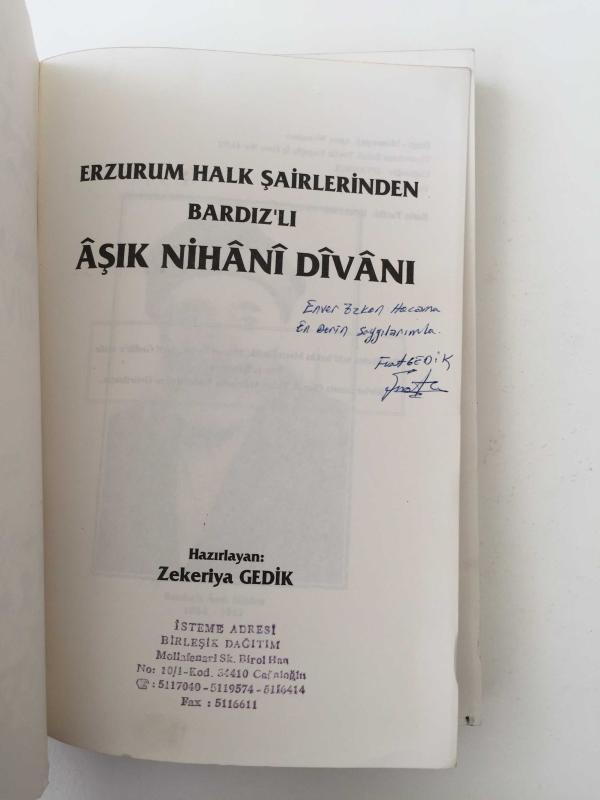 ERZURUM HALK ŞAİRLERİNDEN
BARDIZ'LI
ÂŞIK NİHÂNÎ DÎVÂNI
Enver Özkan Hocama
En Derin Saygılarımla.
Fuat GEDİK
Hazırlayan:
Zekeriya GEDİK
İSTEME ADRESİ
BİRLEŞİK DAĞITIM
Mollafenari Sk. Birol Han
No: 10/1-Kod. 34410 Cağaloğlu
☎: 5117040 - 5119574 - 5116414
Fax : 5116611